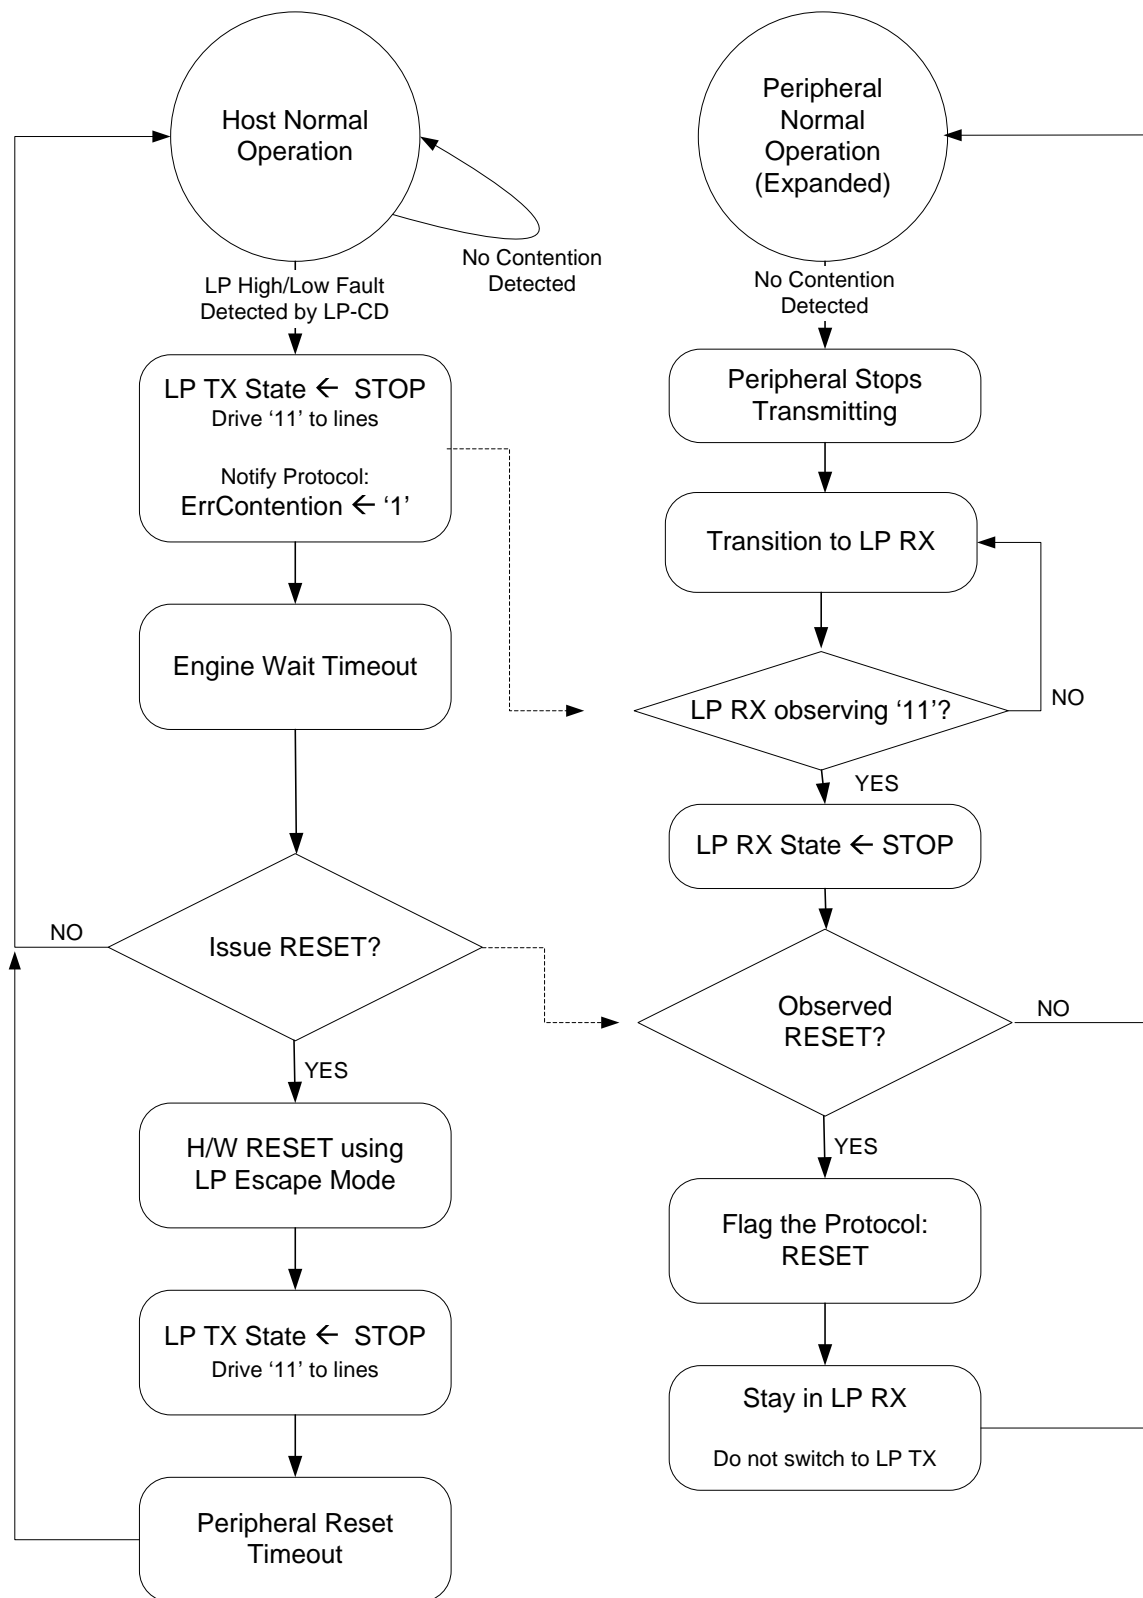 Host Normal
Operation
No Contention
Detected
LP High/Low Fault
Detected by LP-CD
LP TX State ← STOP
Drive ‘11’ to lines
Notify Protocol:
ErrContention ← ‘1’
Engine Wait Timeout
Issue RESET?
NO
YES
H/W RESET using
LP Escape Mode
LP TX State ← STOP
Drive ‘11’ to lines
Peripheral Reset
Timeout
Peripheral
Normal
Operation
(Expanded)
No Contention
Detected
Peripheral Stops
Transmitting
Transition to LP RX
LP RX observing ‘11’?
NO
YES
LP RX State ← STOP
Observed
RESET?
NO
YES
Flag the Protocol:
RESET
Stay in LP RX
Do not switch to LP TX